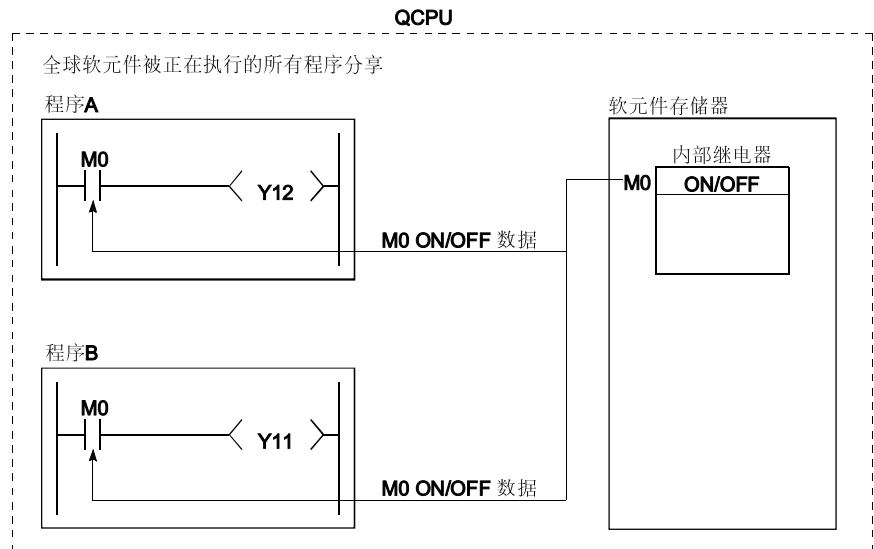 QCPU
全球软元件被正在执行的所有程序分享
程序A
M0
Y12
M0 ON/OFF 数据
软元件存储器
内部继电器
M0
ON/OFF
程序B
M0
Y11
M0 ON/OFF 数据